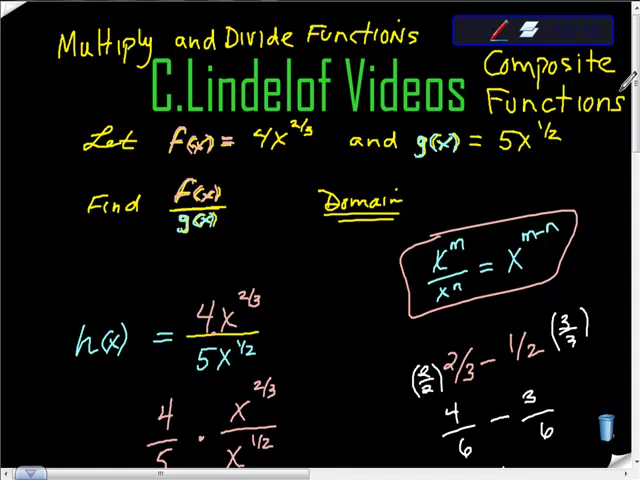 Multiply and Divide Functions
Composite
C.Lindelof Videos
Functions
Let f(x) = 4x^{2/3} and g(x) = 5x^{1/2}
Find f(x)/g(x) Domain
x^m/x^n = x^{m-n}
h(x) = 4x^{2/3}/5x^{1/2}
(2/2) 2/3 - 1/2 (3/3)
4/6 - 3/6
4/5 · x^{2/3}/x^{1/2}